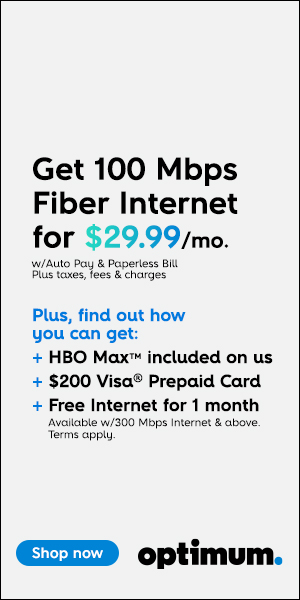 Get 100 Mbps
Fiber Internet
for $29.99/mo.
w/Auto Pay & Paperless Bill
Plus taxes, fees & charges
Plus, find out how
you can get:
+ HBO Max™ included on us
+ $200 Visa® Prepaid Card
+ Free Internet for 1 month
Available w/300 Mbps Internet & above.
Terms apply.
Shop now
optimum.